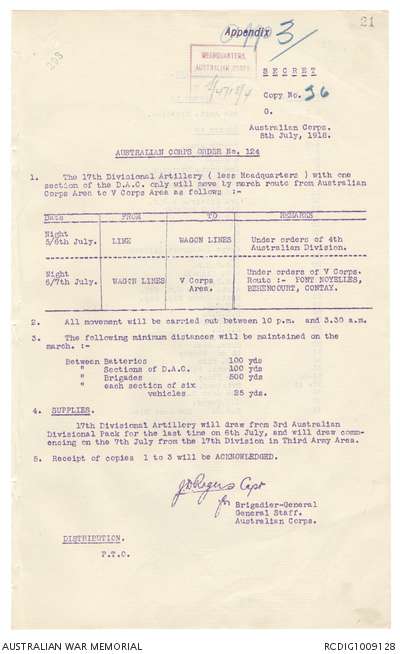 21
Appendix
App 3
293
HEADQUARTERS
AUSTRALIAN CORPS
SECRET
Copy No. 36
G.
Australian Corps.
5th July, 1918.
AUSTRALIAN CORPS ORDER No. 124
1. The 17th Divisional Artillery ( less Headquarters ) with one
section of the D.A.C. only will move by march route from Australian
Corps Area to V Corps Area as follows :-
Date FROM TO REMARKS
Night
5/6th July. LINE WAGON LINES Under orders of 4th
Australian Division.
Night
6/7th July. WAGON LINES V Corps
Area. Under orders of V Corps.
Route :- PONT NOYELLES,
BEHENCOURT, CONTAY.
2. All movement will be carried out between 10 p.m. and 3.30 a.m.
3. The following minimum distances will be maintained on the
march. :-
Between Batteries 100 yds
" Sections of D.A.C. 100 yds
" Brigades 500 yds
" each section of six
vehicles 25 yds.
4. SUPPLIES.
17th Divisional Artillery will draw from 3rd Australian
Divisional Pack for the last time on 6th July, and will draw comm-
encing on the 7th July from the 17th Division in Third Army Area.
5. Receipt of copies 1 to 3 will be ACKNOWLEDGED.
JDRogers Capt
for Brigadier-General
General Staff.
Australian Corps.
DISTRIBUTION.
P.T.O.
AUSTRALIAN WAR MEMORIAL
RCDIG1009128